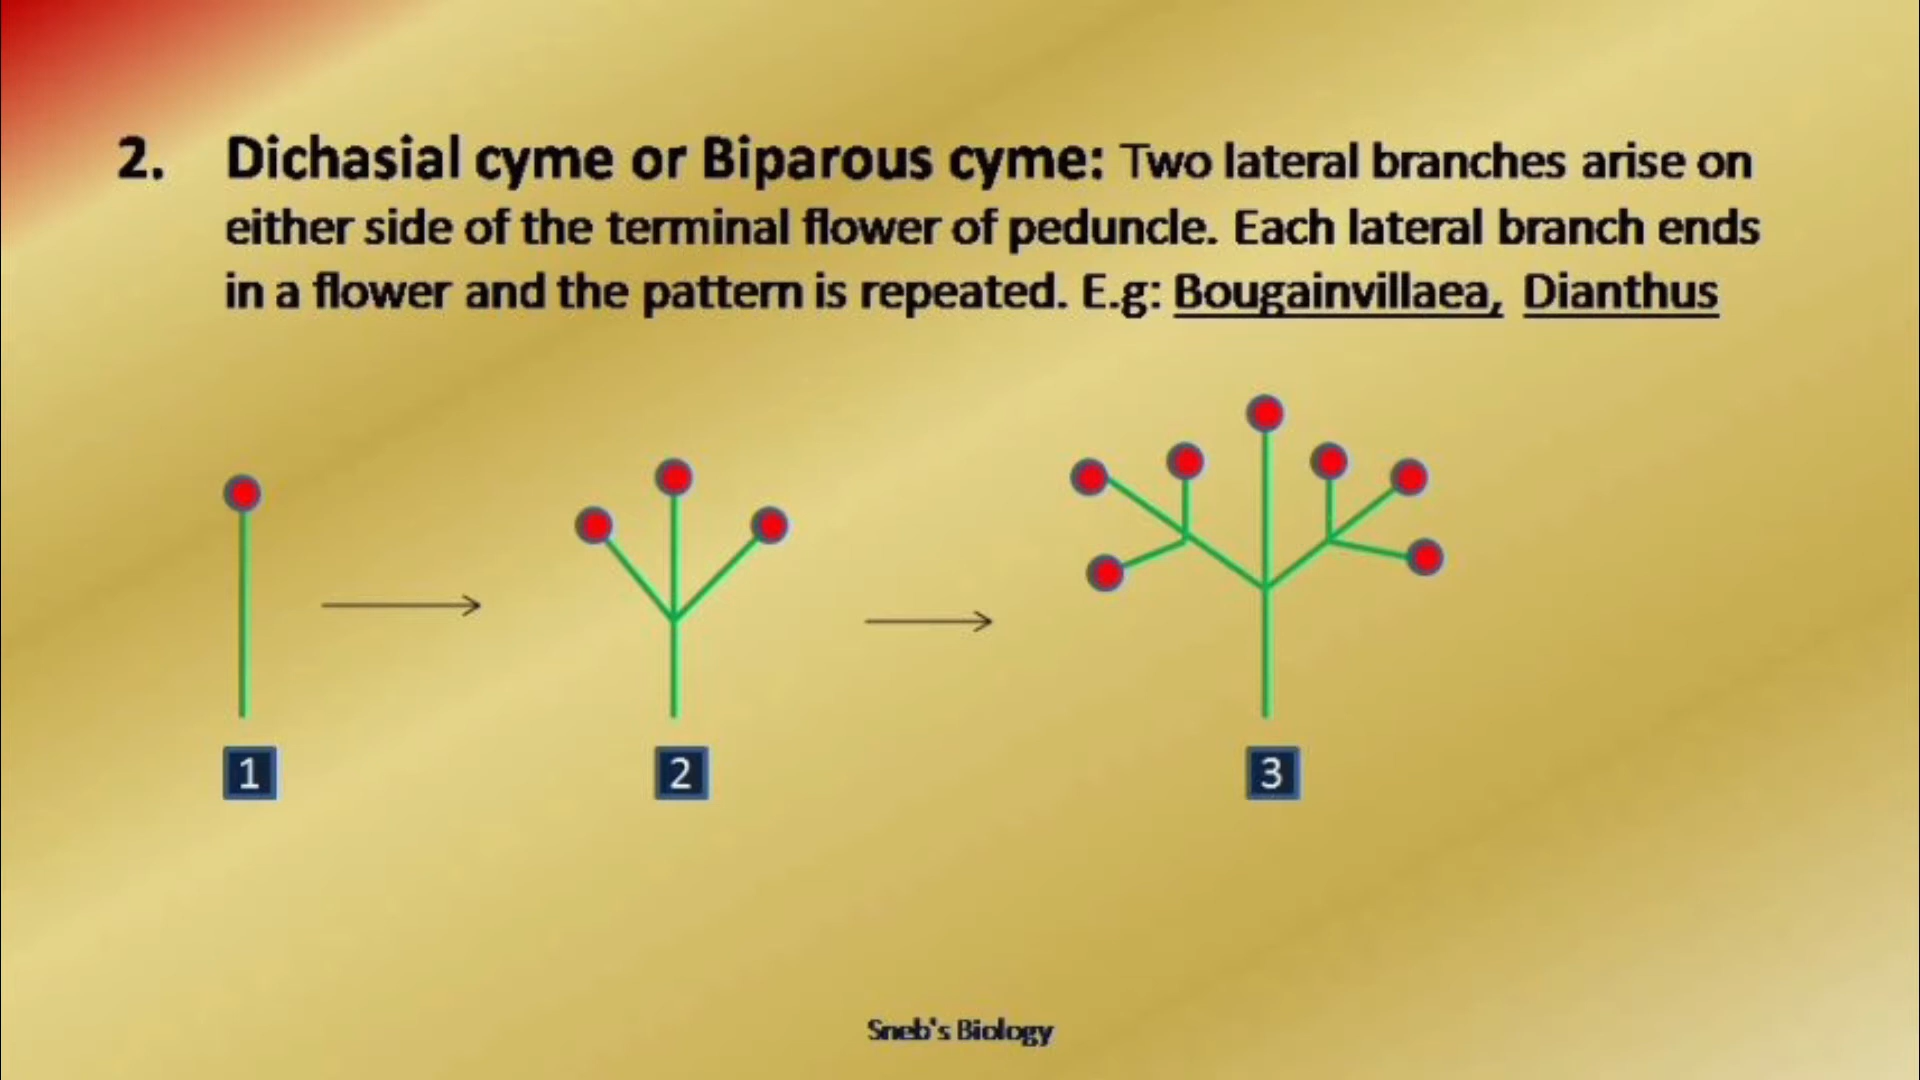 2. Dichasial cyme or Biparous cyme: Two lateral branches arise on
either side of the terminal flower of peduncle. Each lateral branch ends
in a flower and the pattern is repeated. E.g: Bougainvillaea, Dianthus
1 2 3
Sneb's Biology